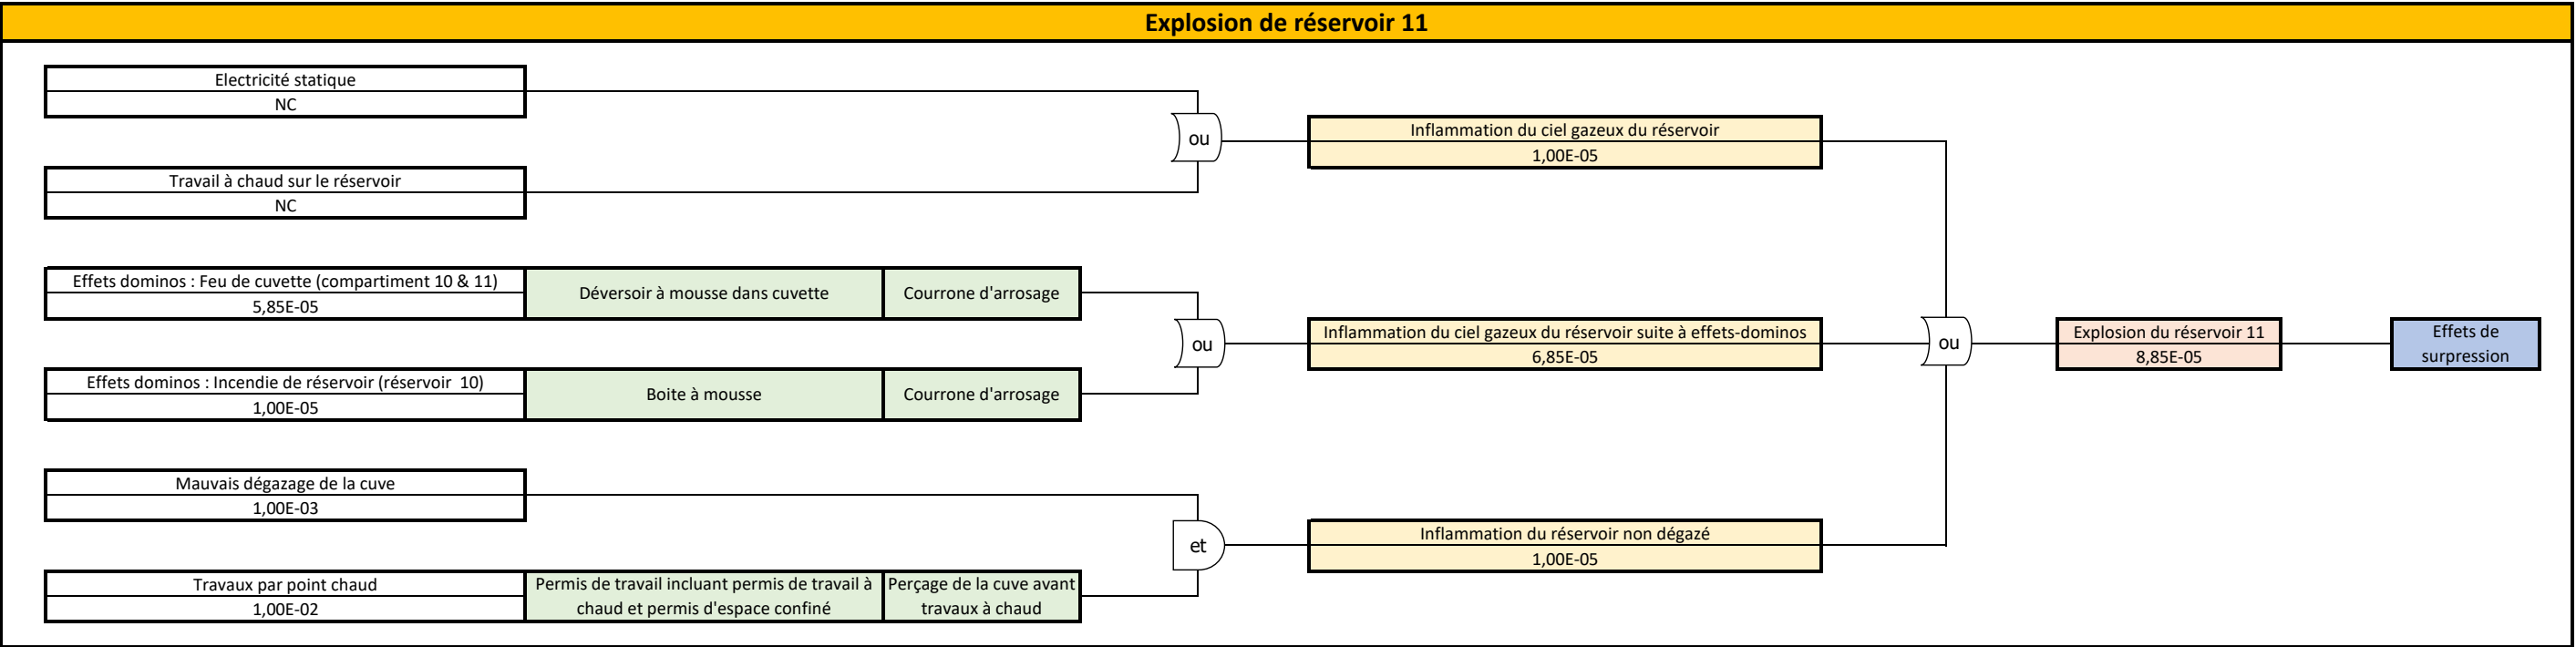 Explosion de réservoir 11
Electricité statique
NC
ou
Inflammation du ciel gazeux du réservoir
1,00E-05
Travail à chaud sur le réservoir
NC
Effets dominos : Feu de cuvette (compartiment 10 & 11)
5,85E-05
Déversoir à mousse dans cuvette
Courrone d'arrosage
ou
Inflammation du ciel gazeux du réservoir suite à effets-dominos
6,85E-05
ou
Explosion du réservoir 11
8,85E-05
Effets de
surpression
Effets dominos : Incendie de réservoir (réservoir  10)
1,00E-05
Boite à mousse
Courrone d'arrosage
Mauvais dégazage de la cuve
1,00E-03
et
Inflammation du réservoir non dégazé
1,00E-05
Travaux par point chaud
1,00E-02
Permis de travail incluant permis de travail à
chaud et permis d'espace confiné
Perçage de la cuve avant
travaux à chaud